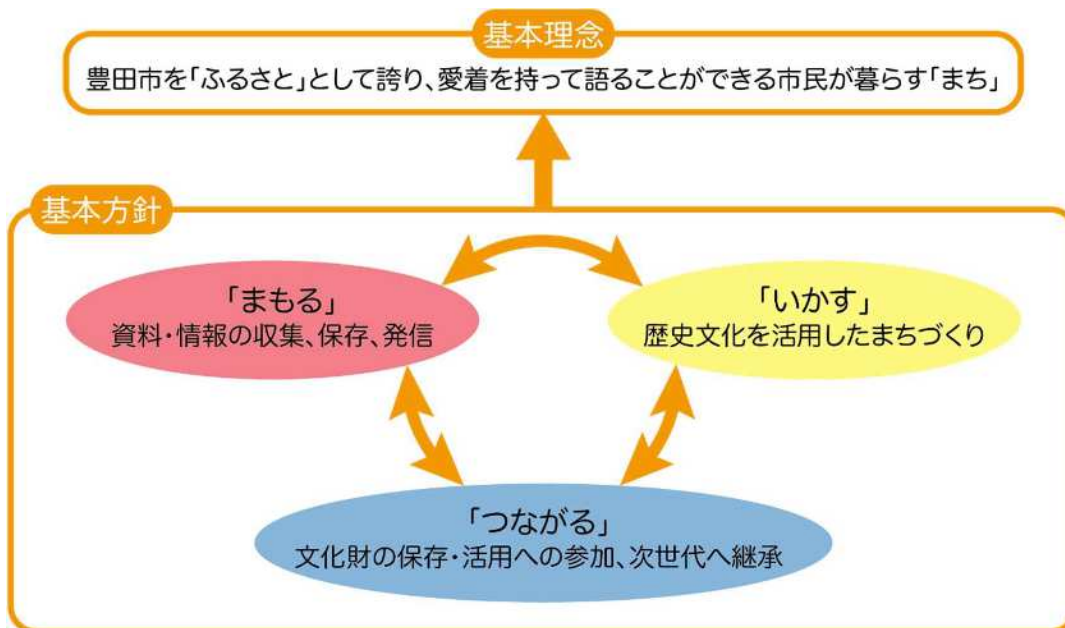 基本理念
豊田市を「ふるさと」として誇り、愛着を持って語ることができる市民が暮らす「まち」
基本方針
「まもる」
資料・情報の収集、保存、発信
「いかす」
歴史文化を活用したまちづくり
「つながる」
文化財の保存・活用への参加、次世代へ継承